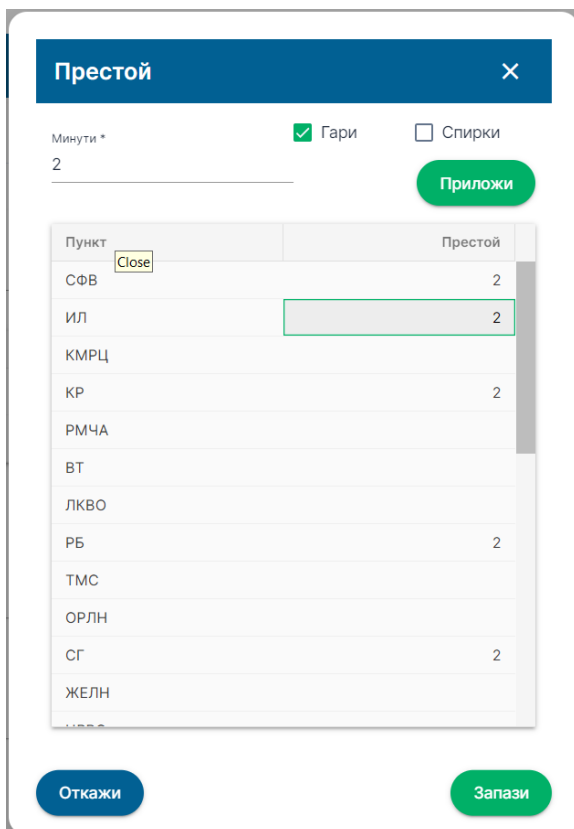 Престой
Минути *
2
Гари
Спирки
Приложи
Пункт Престой
Close
СФВ 2
ИЛ 2
КМРЦ
КР 2
РМЧА
ВТ
ЛКВО
РБ 2
ТМС
ОРЛН
СГ 2
ЖЕЛН
Откажи
Запази